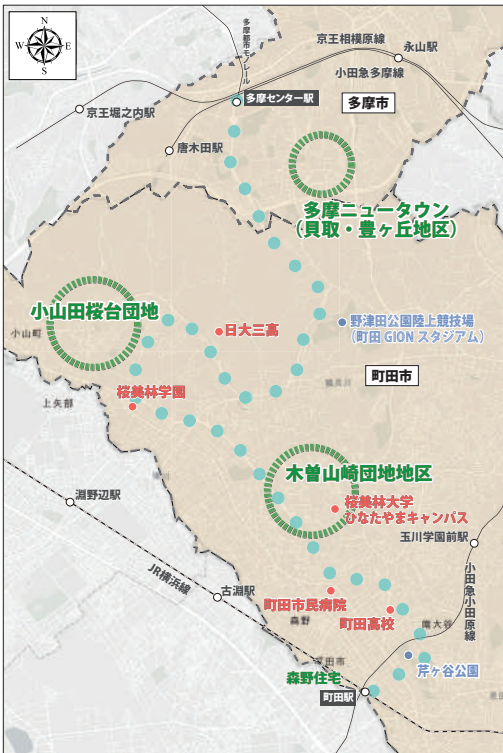 N
W
E
S
多摩都市モノレール
京王相模原線
永山駅
小田急多摩線
多摩センター駅
多摩市
京王堀之内駅
唐木田駅
多摩ニュータウン
（貝取・豊ヶ丘地区）
小山田桜台団地
小山町
日大三高
野津田公園陸上競技場
（町田 GION スタジアム）
町田市
鶴見川
桜美林学園
上矢部
木曽山崎団地地区
桜美林大学
ひなたやまキャンパス
淵野辺駅
玉川学園前駅
JR横浜線
古淵駅
小田急小田原線
町田市民病院
森野
町田高校
南大谷
芹ヶ谷公園
森野住宅
町田駅